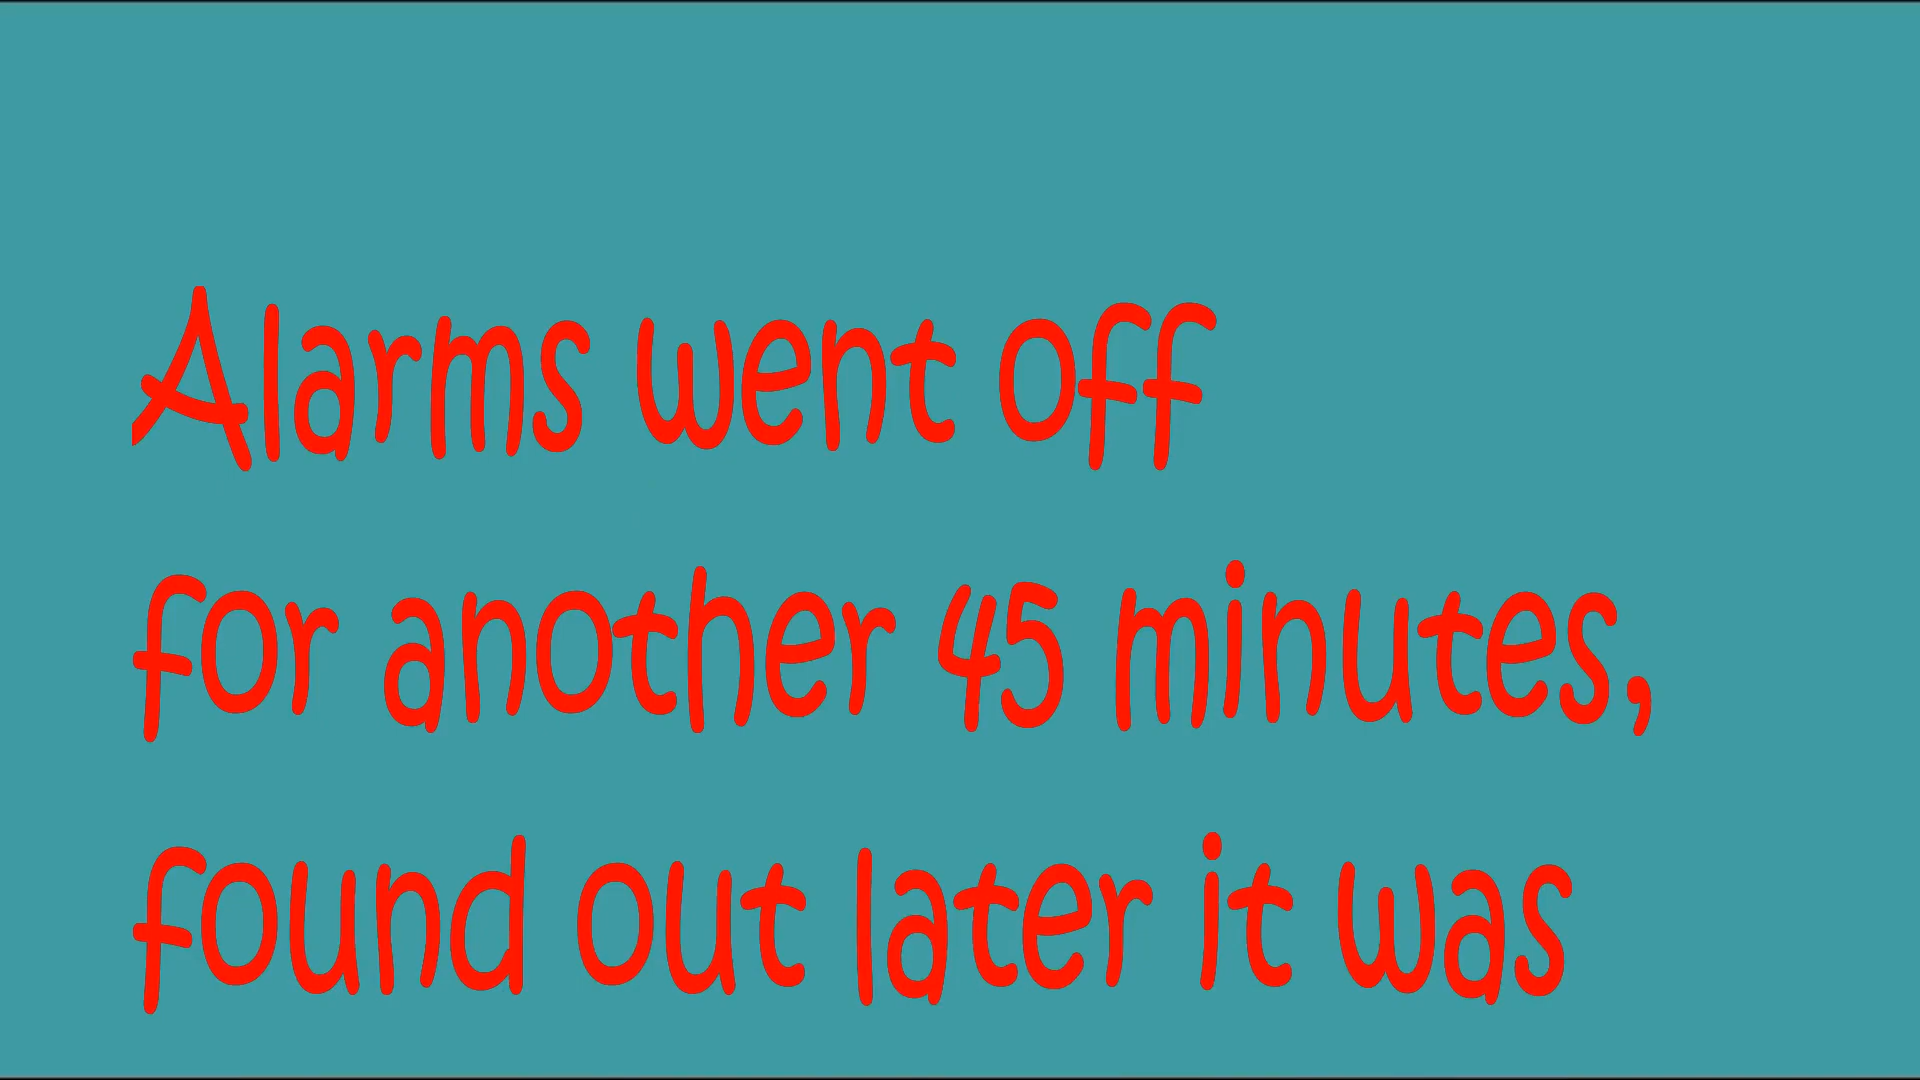 Alarms went off
for another 45 minutes,
found out later it was